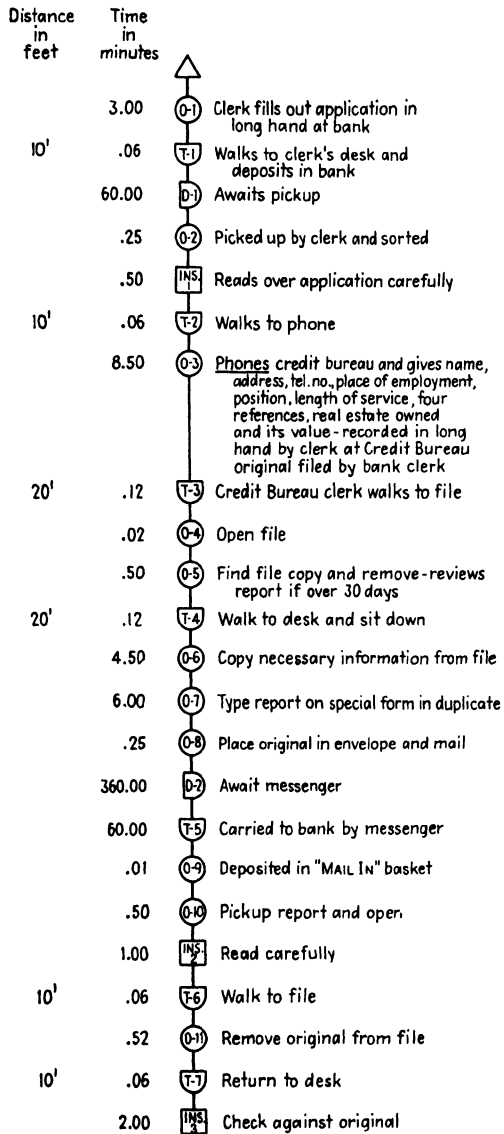 Distance in feet
Time in minutes
3.00 O-1 Clerk fills out application in
long hand at bank
10' .06 T-1 Walks to clerk's desk and
deposits in bank
60.00 D-1 Awaits pickup
.25 O-2 Picked up by clerk and sorted
.50 INS. 1 Reads over application carefully
10' .06 T-2 Walks to phone
8.50 O-3 Phones credit bureau and gives name,
address, tel.no., place of employment,
position, length of service, four
references, real estate owned
and its value-recorded in long
hand by clerk at Credit Bureau
original filed by bank clerk
20' .12 T-3 Credit Bureau clerk walks to file
.02 O-4 Open file
.50 O-5 Find file copy and remove-reviews
report if over 30 days
20' .12 T-4 Walk to desk and sit down
4.50 O-6 Copy necessary information from file
6.00 O-7 Type report on special form in duplicate
.25 O-8 Place original in envelope and mail
360.00 D-2 Await messenger
60.00 T-5 Carried to bank by messenger
.01 O-9 Deposited in "MAIL IN" basket
.50 O-10 Pickup report and open
1.00 INS. 2 Read carefully
10' .06 T-6 Walk to file
.52 O-11 Remove original from file
10' .06 T-7 Return to desk
2.00 INS. 3 Check against original